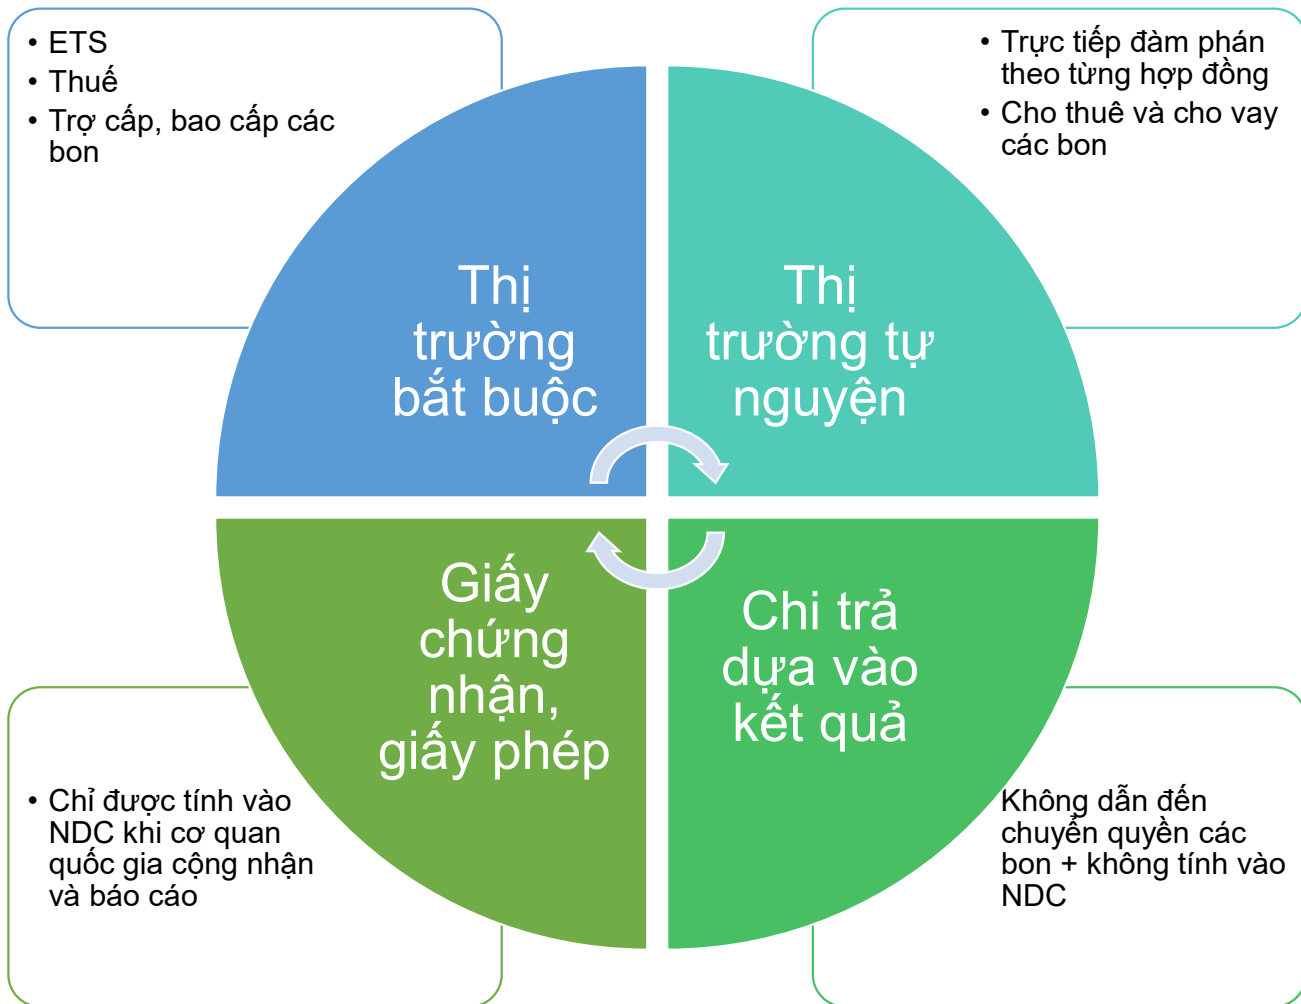 • ETS
• Thuế
• Trợ cấp, bao cấp các
bon
• Trực tiếp đàm phán
theo từng hợp đồng
• Cho thuê và cho vay
các bon
Thị
trường
bắt buộc
Thị
trường tự
nguyện
Giấy
chứng
nhận,
giấy phép
Chi trả
dựa vào
kết quả
• Chỉ được tính vào
NDC khi cơ quan
quốc gia cộng nhận
và báo cáo
Không dẫn đến
chuyển quyền các
bon + không tính vào
NDC